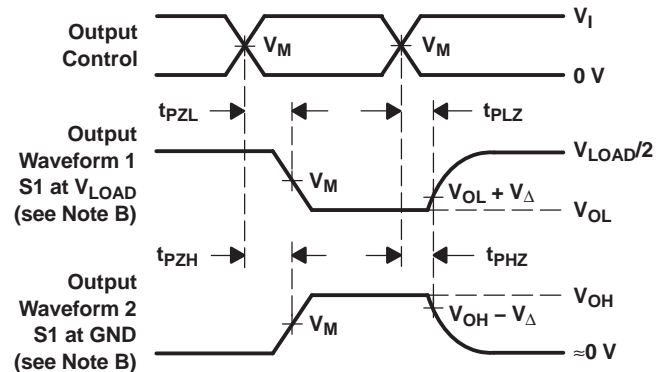 Output
Control
V_M
V_M
V_I
0 V
t_PZL
t_PLZ
Output
Waveform 1
S1 at V_LOAD
(see Note B)
V_M
V_LOAD/2
V_OL + V_Δ
V_OL
t_PZH
t_PHZ
Output
Waveform 2
S1 at GND
(see Note B)
V_M
V_OH
V_OH − V_Δ
≈0 V